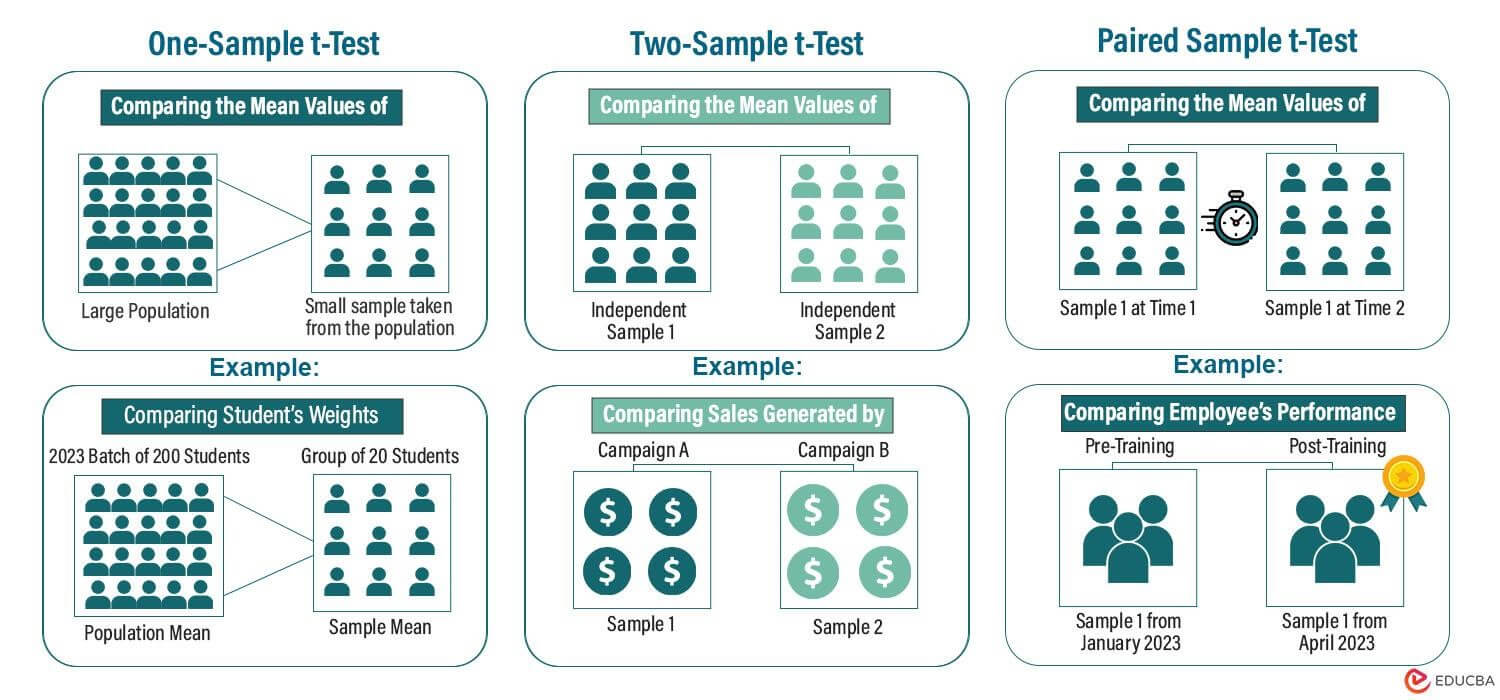 One-Sample t-Test
Comparing the Mean Values of
Large Population
Small sample taken
from the population
Example:
Comparing Student's Weights
2023 Batch of 200 Students
Group of 20 Students
Population Mean
Sample Mean
Two-Sample t-Test
Comparing the Mean Values of
Independent
Sample 1
Independent
Sample 2
Example:
Comparing Sales Generated by
Campaign A
Campaign B
$ $ $ $
$ $ $ $
Sample 1
Sample 2
Paired Sample t-Test
Comparing the Mean Values of
Sample 1 at Time 1
Sample 1 at Time 2
Example:
Comparing Employee's Performance
Pre-Training
Post-Training
Sample 1 from
January 2023
Sample 1 from
April 2023
EDUCBA